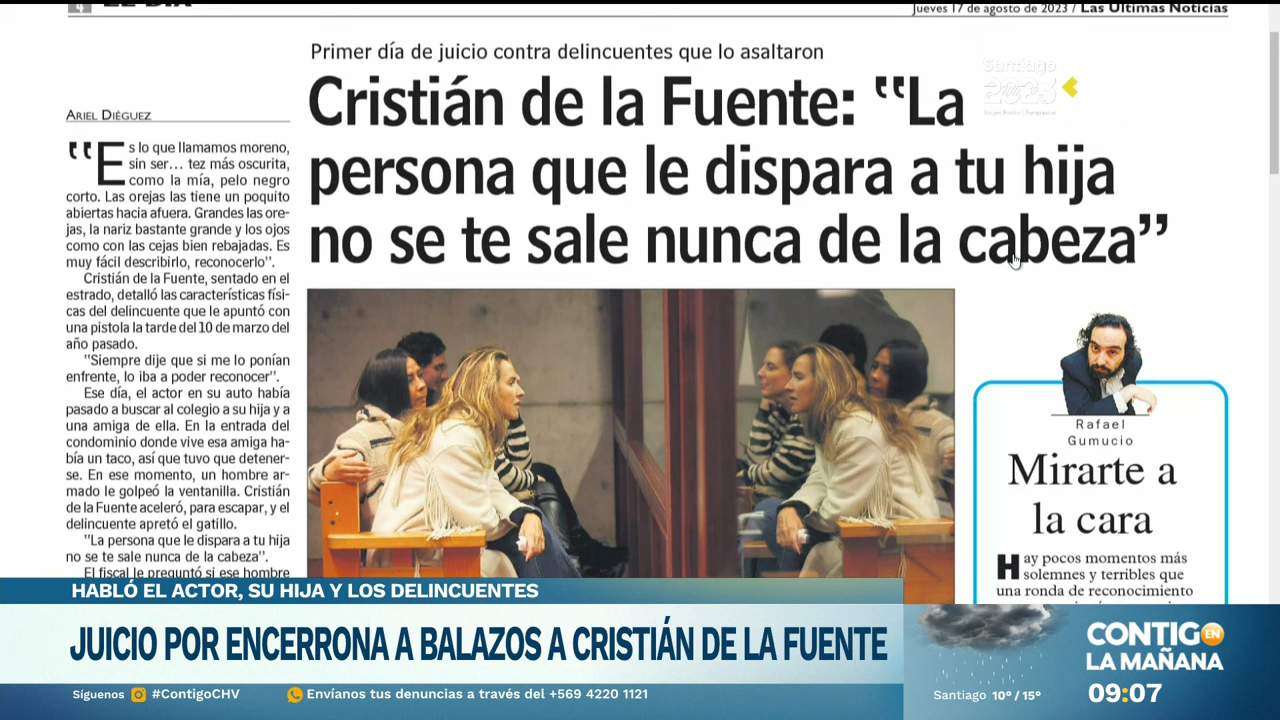 4 EL DÍA
Jueves 17 de agosto de 2023 / Las Últimas Noticias
Primer día de juicio contra delincuentes que lo asaltaron
Cristián de la Fuente: “La
persona que le dispara a tu hija
no se te sale nunca de la cabeza”
ARIEL DIÉGUEZ
“Es lo que llamamos moreno,
sin ser... tez más oscurita,
como la mía, pelo negro
corto. Las orejas las tiene un poquito
abiertas hacia afuera. Grandes las ore-
jas, la nariz bastante grande y los ojos
como con las cejas bien rebajadas. Es
muy fácil describirlo, reconocerlo”.
Cristián de la Fuente, sentado en el
estrado, detalló las características físi-
cas del delincuente que le apuntó con
una pistola la tarde del 10 de marzo del
año pasado.
“Siempre dije que si me lo ponían
enfrente, lo iba a poder reconocer”.
Ese día, el actor en su auto había
pasado a buscar al colegio a su hija y a
una amiga de ella. En la entrada del
condominio donde vive esa amiga ha-
bía un taco, así que tuvo que detener-
se. En ese momento, un hombre ar-
mado le golpeó la ventanilla. Cristián
de la Fuente aceleró, para escapar, y el
delincuente apretó el gatillo.
“La persona que le dispara a tu hija
no se te sale nunca de la cabeza”.
El fiscal le preguntó si ese hombre
Santiago
2023
Rafael
Gumucio
Mirarte a
la cara
Hay pocos momentos más
solemnes y terribles que
una ronda de reconocimiento
HABLÓ EL ACTOR, SU HIJA Y LOS DELINCUENTES
JUICIO POR ENCERRONA A BALAZOS A CRISTIÁN DE LA FUENTE
Síguenos #ContigoCHV Envíanos tus denuncias a través del +569 4220 1121
Santiago 10° / 15°
CONTIGO EN
LA MAÑANA
09:07